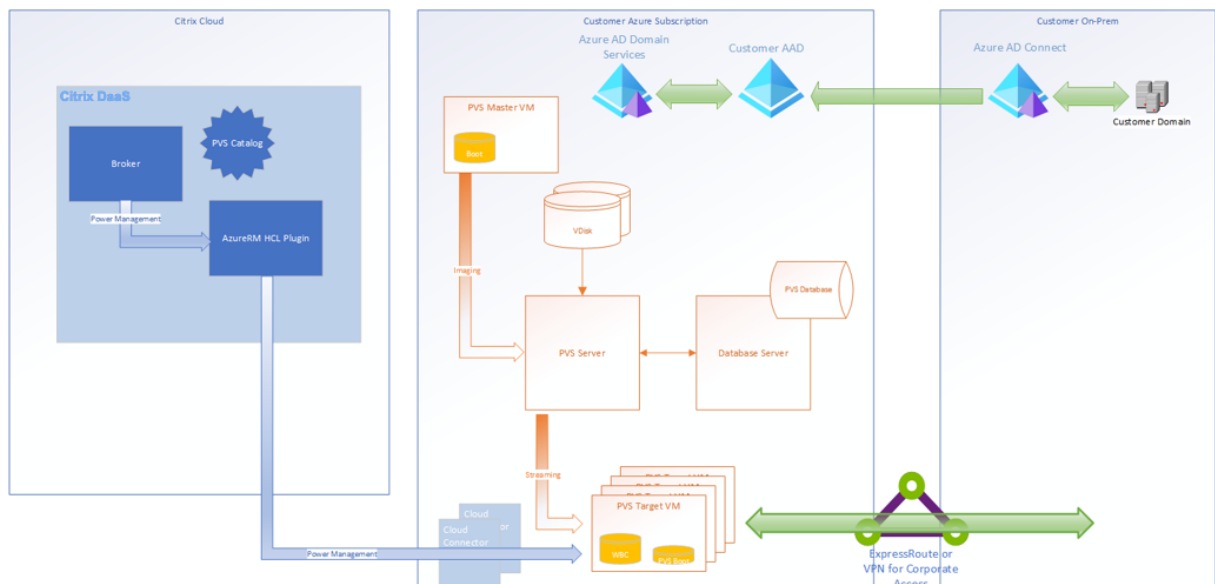 Citrix Cloud
Customer Azure Subscription
Customer On-Prem
Azure AD Domain
Services
Customer AAD
Azure AD Connect
Citrix DaaS
PVS Master VM
Boot
Customer Domain
Broker
PVS Catalog
Power Management
AzureRM HCL Plugin
VDisk
Imaging
PVS Database
PVS Server
Database Server
Streaming
PVS Target VM
WBC
Cloud
or
Cloud
Connector
Power Management
ExpressRoute or
VPN for Corporate
Access